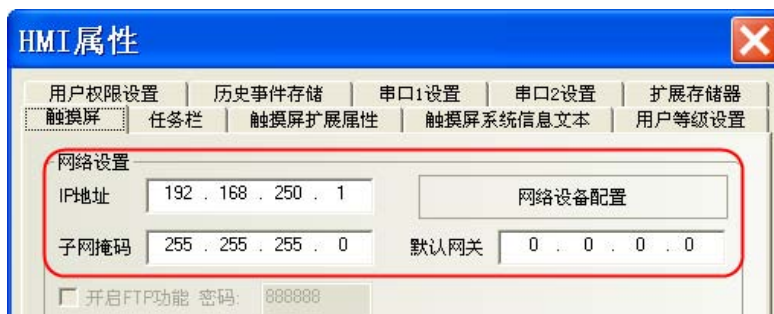 HMI属性
用户权限设置 历史事件存储 串口1设置 串口2设置 扩展存储器
触摸屏 任务栏 触摸屏扩展属性 触摸屏系统信息文本 用户等级设置
网络设置
IP地址 192 . 168 . 250 . 1 网络设备配置
子网掩码 255 . 255 . 255 . 0 默认网关 0 . 0 . 0 . 0
开启FTP功能 密码: 888888